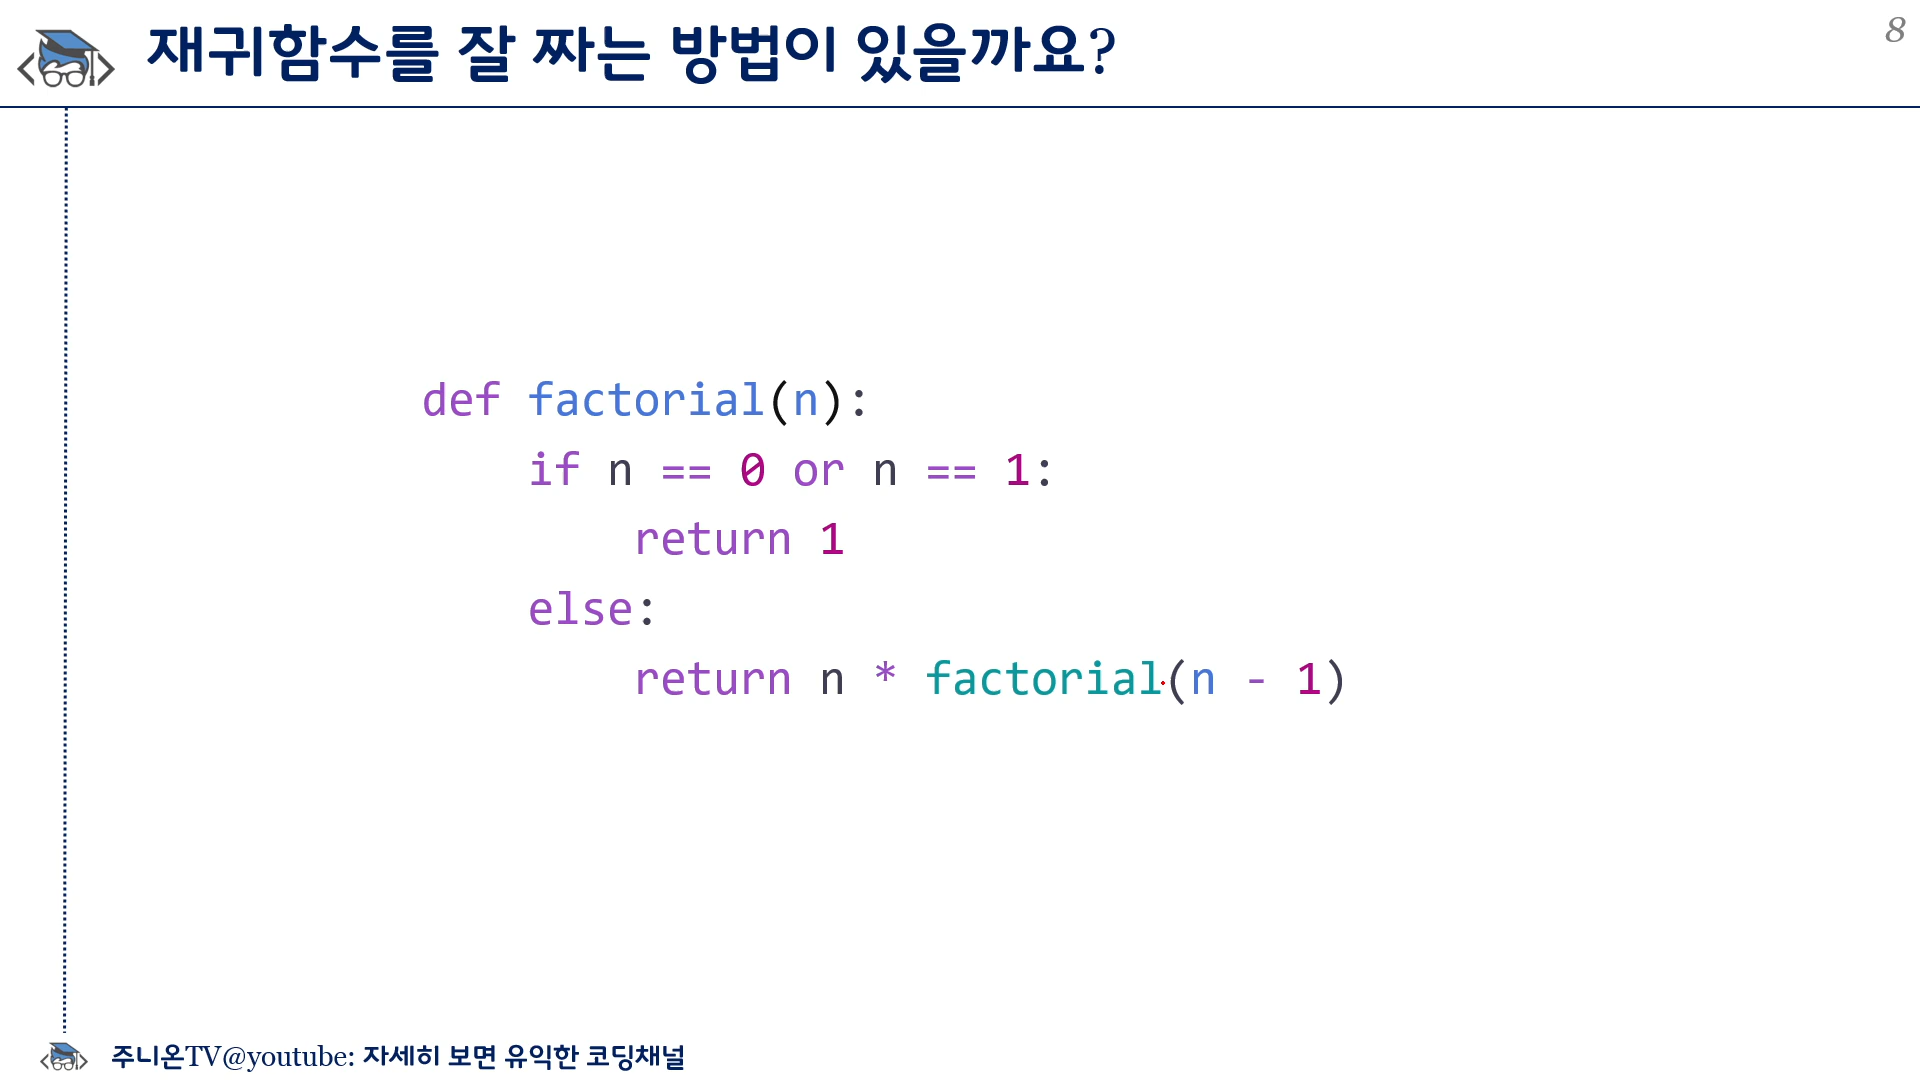 재귀함수를 잘 짜는 방법이 있을까요?
8
def factorial(n):
    if n == 0 or n == 1:
        return 1
    else:
        return n * factorial(n - 1)
주니온TV@youtube: 자세히 보면 유익한 코딩채널